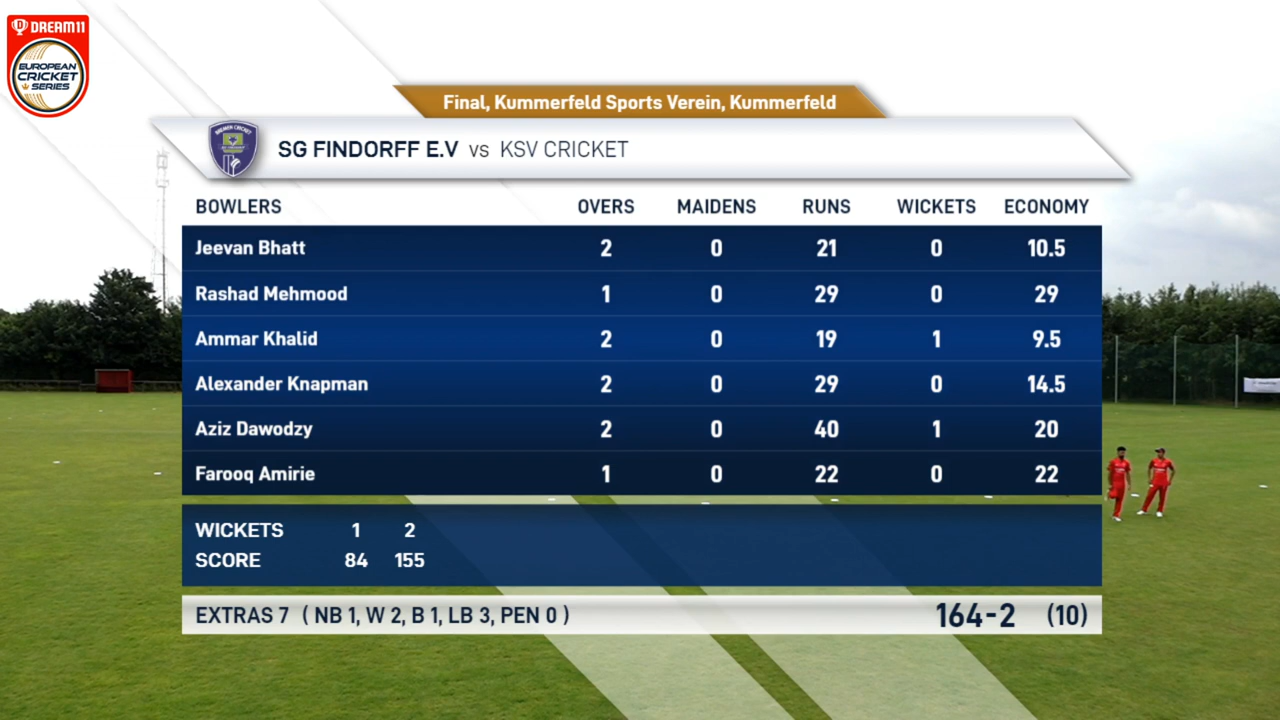 DREAM11
EUROPEAN
CRICKET
SERIES
Final, Kummerfeld Sports Verein, Kummerfeld
SG FINDORFF E.V vs KSV CRICKET
BOWLERS OVERS MAIDENS RUNS WICKETS ECONOMY
Jeevan Bhatt 2 0 21 0 10.5
Rashad Mehmood 1 0 29 0 29
Ammar Khalid 2 0 19 1 9.5
Alexander Knapman 2 0 29 0 14.5
Aziz Dawodzy 2 0 40 1 20
Farooq Amirie 1 0 22 0 22
WICKETS 1 2
SCORE 84 155
EXTRAS 7 ( NB 1, W 2, B 1, LB 3, PEN 0 ) 164-2 (10)